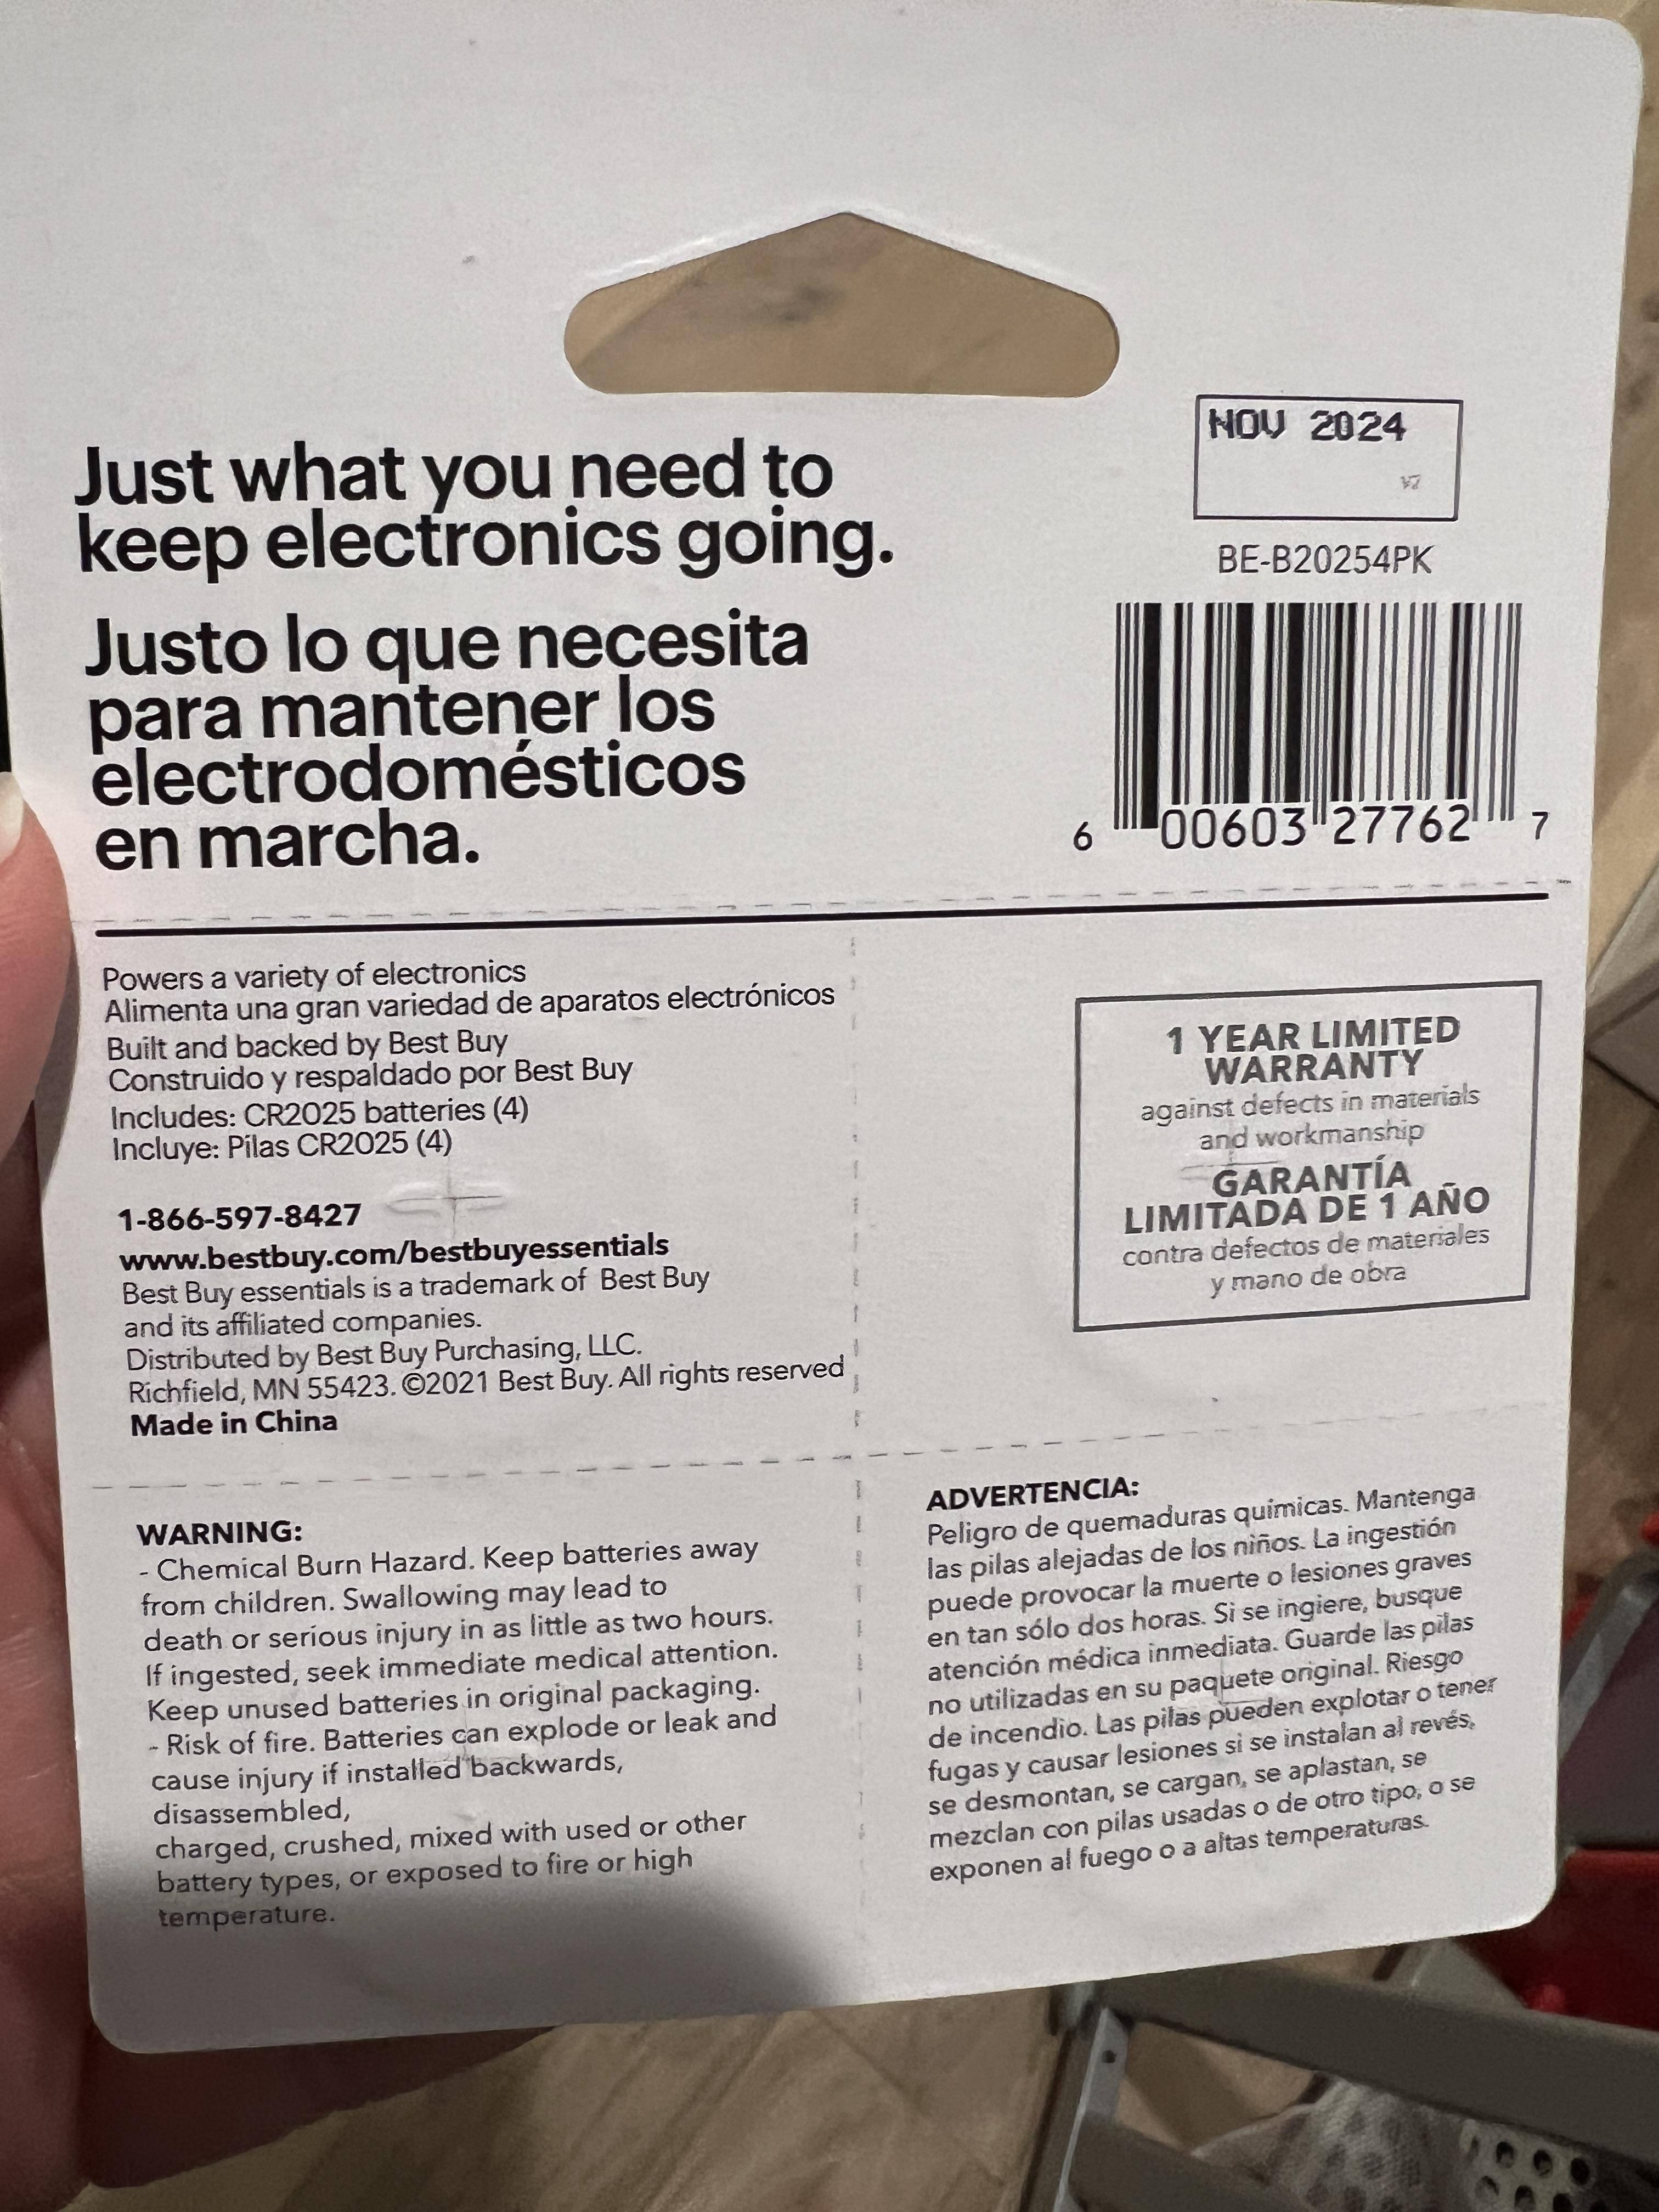 NOV 2024
V7
BE-B20254PK
6 00603 27762 7
Just what you need to
keep electronics going.
Justo lo que necesita
para mantener los
electrodomésticos
en marcha.
Powers a variety of electronics
Alimenta una gran variedad de aparatos electrónicos
Built and backed by Best Buy
Construido y respaldado por Best Buy
Includes: CR2025 batteries (4)
Incluye: Pilas CR2025 (4)
1-866-597-8427
www.bestbuy.com/bestbuyessentials
Best Buy essentials is a trademark of Best Buy
and its affiliated companies.
Distributed by Best Buy Purchasing, LLC.
Richfield, MN 55423. ©2021 Best Buy. All rights reserved
Made in China
1 YEAR LIMITED
WARRANTY
against defects in materials
and workmanship
GARANTÍA
LIMITADA DE 1 AÑO
contra defectos de materiales
y mano de obra
WARNING:
- Chemical Burn Hazard. Keep batteries away
from children. Swallowing may lead to
death or serious injury in as little as two hours.
If ingested, seek immediate medical attention.
Keep unused batteries in original packaging.
- Risk of fire. Batteries can explode or leak and
cause injury if installed backwards,
disassembled,
charged, crushed, mixed with used or other
battery types, or exposed to fire or high
temperature.
ADVERTENCIA:
Peligro de quemaduras químicas. Mantenga
las pilas alejadas de los niños. La ingestión
puede provocar la muerte o lesiones graves
en tan sólo dos horas. Si se ingiere, busque
atención médica inmediata. Guarde las pilas
no utilizadas en su paquete original. Riesgo
de incendio. Las pilas pueden explotar o tener
fugas y causar lesiones si se instalan al revés,
se desmontan, se cargan, se aplastan, se
mezclan con pilas usadas o de otro tipo, o se
exponen al fuego o a altas temperaturas.